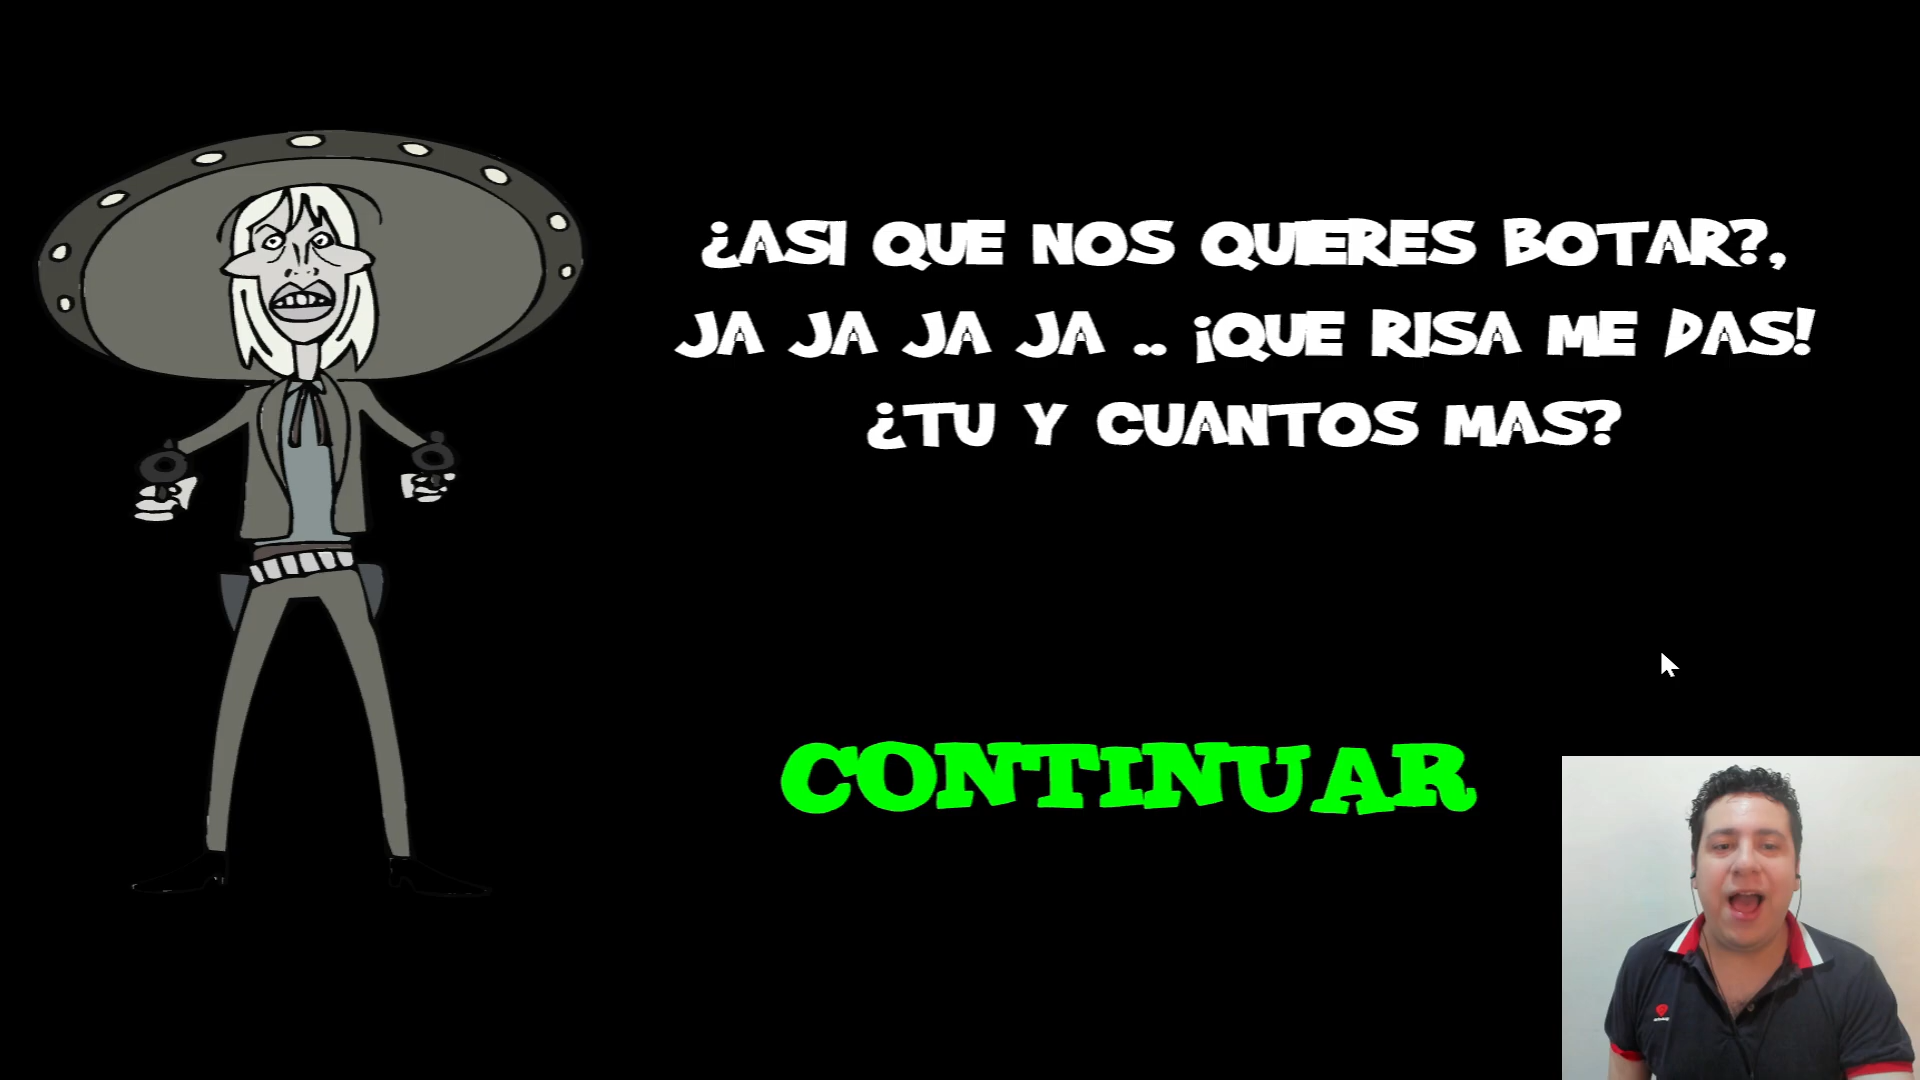 ¿ASI QUE NOS QUIERES BOTAR?,
JA JA JA JA .. ¡QUE RISA ME DAS!
¿TU Y CUANTOS MAS?
CONTINUAR